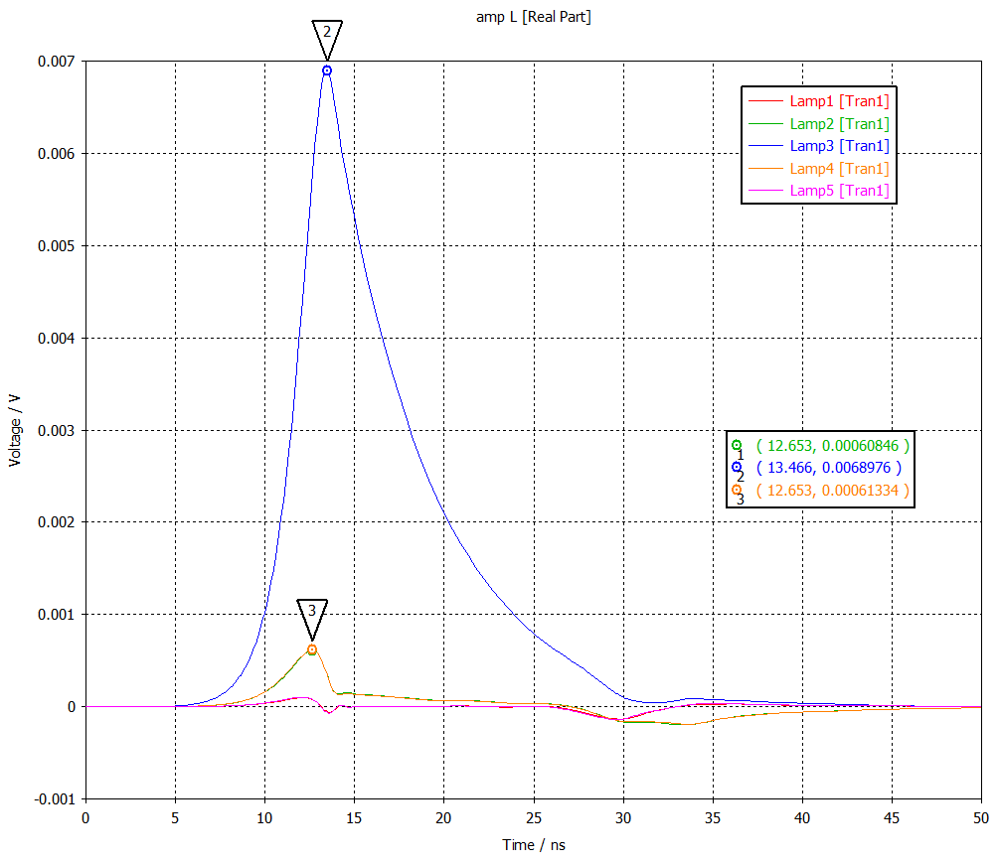 amp L [Real Part]
2
0.007
Lamp1 [Tran1]
Lamp2 [Tran1]
Lamp3 [Tran1]
Lamp4 [Tran1]
Lamp5 [Tran1]
0.006
0.005
0.004
0.003
1 ( 12.653, 0.00060846 )
2 ( 13.466, 0.0068976 )
3 ( 12.653, 0.00061334 )
0.002
0.001
3
0
-0.001
Voltage / V
0 5 10 15 20 25 30 35 40 45 50
Time / ns